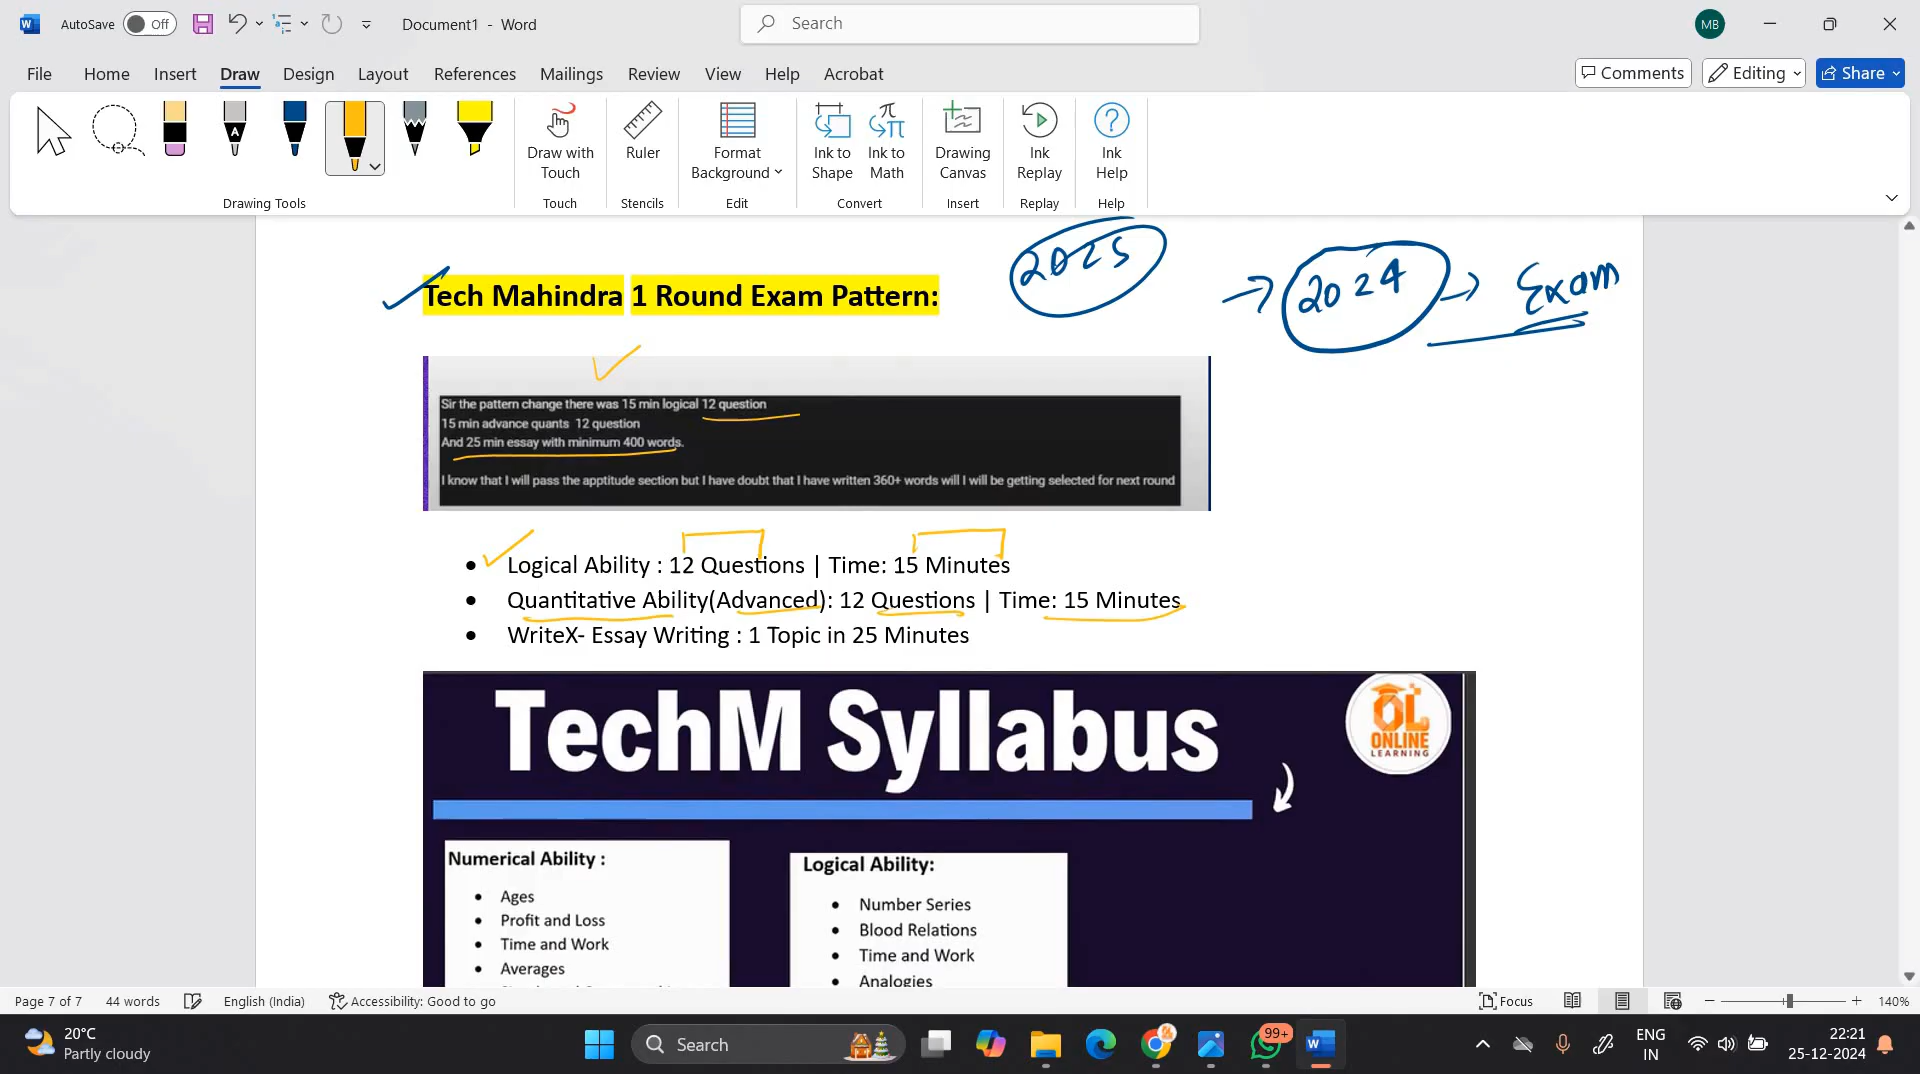 AutoSave Off Document1 - Word Search MB
File Home Insert Draw Design Layout References Mailings Review View Help Acrobat Comments Editing Share
Draw with Touch Ruler Format Background Ink to Shape Ink to Math Drawing Canvas Ink Replay Ink Help
Drawing Tools Touch Stencils Edit Convert Insert Replay Help
2025
2024 Exam
Tech Mahindra 1 Round Exam Pattern:
Sir the pattern change there was 15 min logical 12 question
15 min advance quants 12 question
And 25 min essay with minimum 400 words.
I know that I will pass the apptitude section but I have doubt that I have written 360+ words will I will be getting selected for next round
• Logical Ability : 12 Questions | Time: 15 Minutes
• Quantitative Ability(Advanced): 12 Questions | Time: 15 Minutes
• WriteX- Essay Writing : 1 Topic in 25 Minutes
TechM Syllabus
OL
ONLINE
LEARNING
Numerical Ability :
• Ages
• Profit and Loss
• Time and Work
• Averages
Logical Ability:
• Number Series
• Blood Relations
• Time and Work
• Analogies
Page 7 of 7 44 words English (India) Accessibility: Good to go Focus 140%
20°C
Partly cloudy
Search
99+
ENG
IN
22:21
25-12-2024